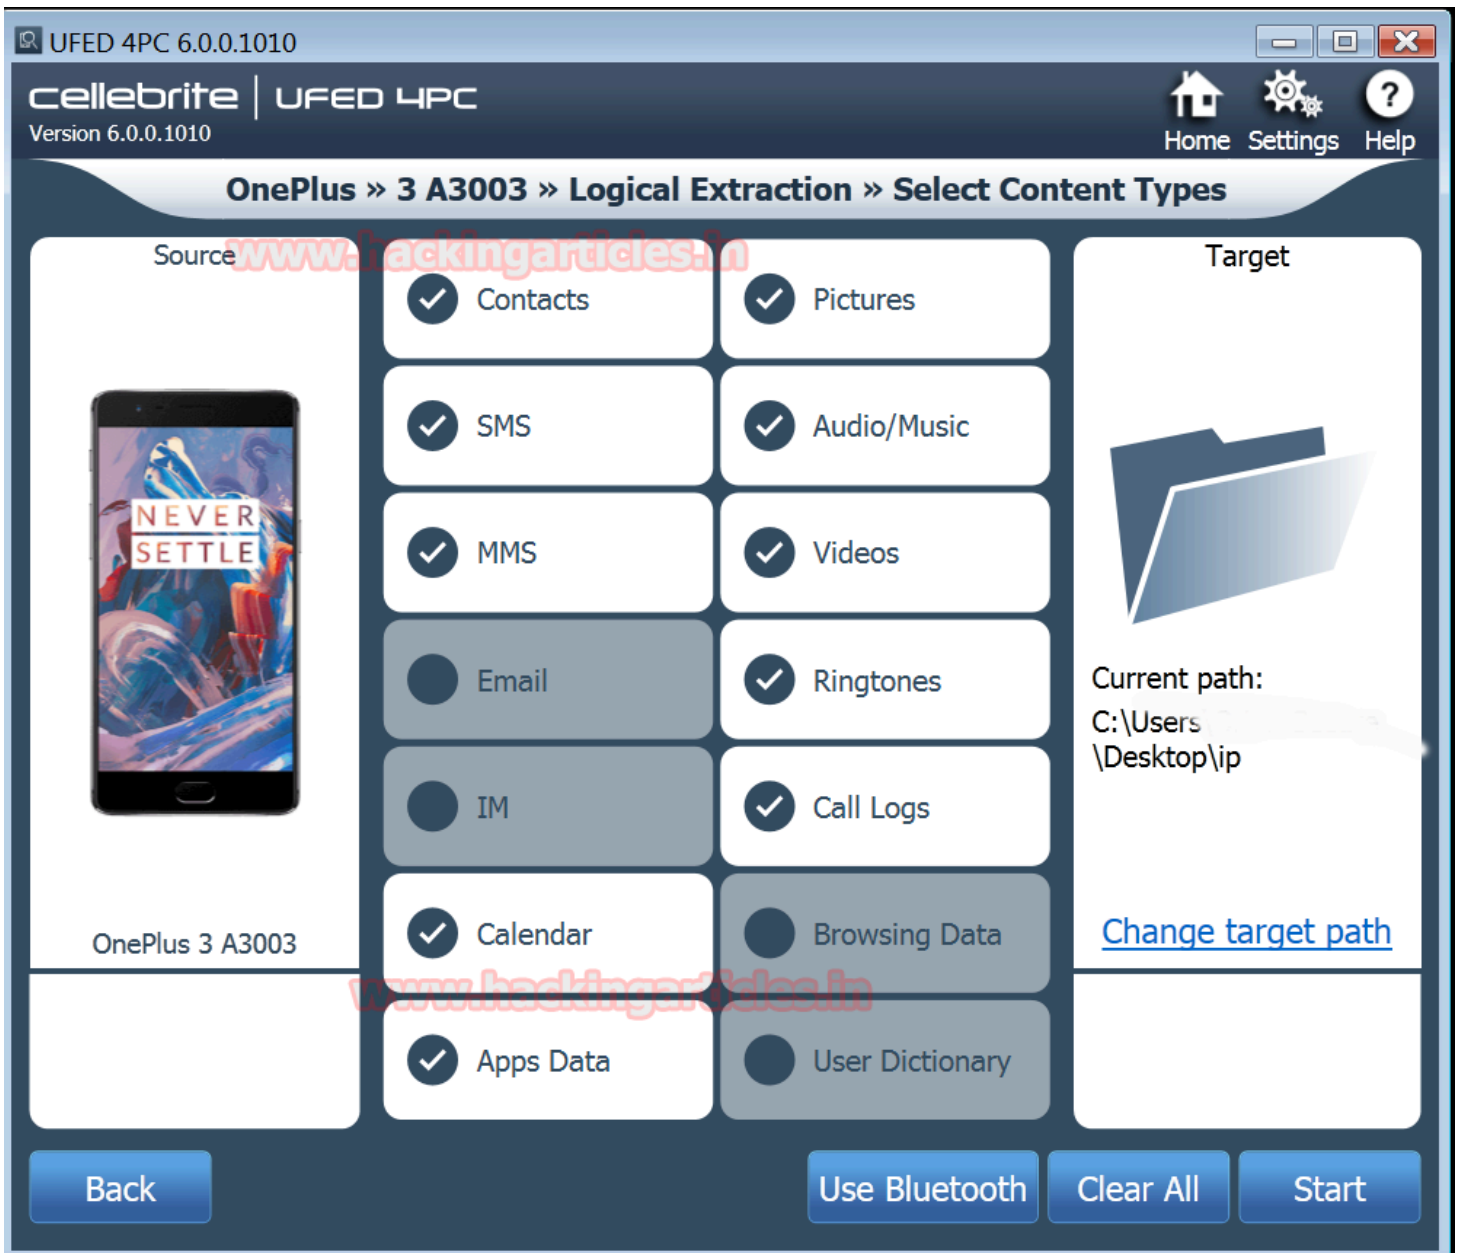 UFED 4PC 6.0.0.1010
cellebrite | UFED 4PC
Version 6.0.0.1010
Home Settings Help
OnePlus » 3 A3003 » Logical Extraction » Select Content Types
www.hackingarticles.in
Source
NEVER
SETTLE
OnePlus 3 A3003
Contacts
Pictures
SMS
Audio/Music
MMS
Videos
Email
Ringtones
IM
Call Logs
Calendar
Browsing Data
www.hackingarticles.in
Apps Data
User Dictionary
Target
Current path:
C:\Users
\Desktop\ip
Change target path
Back
Use Bluetooth
Clear All
Start